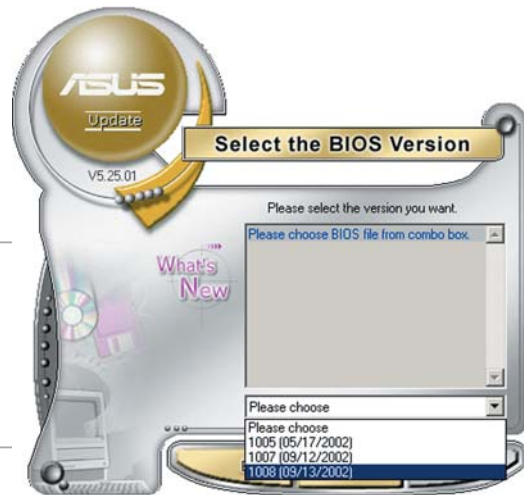 ASUS
Update
V5.25.01
Select the BIOS Version
Please select the version you want.
Please choose BIOS file from combo box.
What's
New
Please choose
Please choose
1005 (05/17/2002)
1007 (09/12/2002)
1008 (09/13/2002)